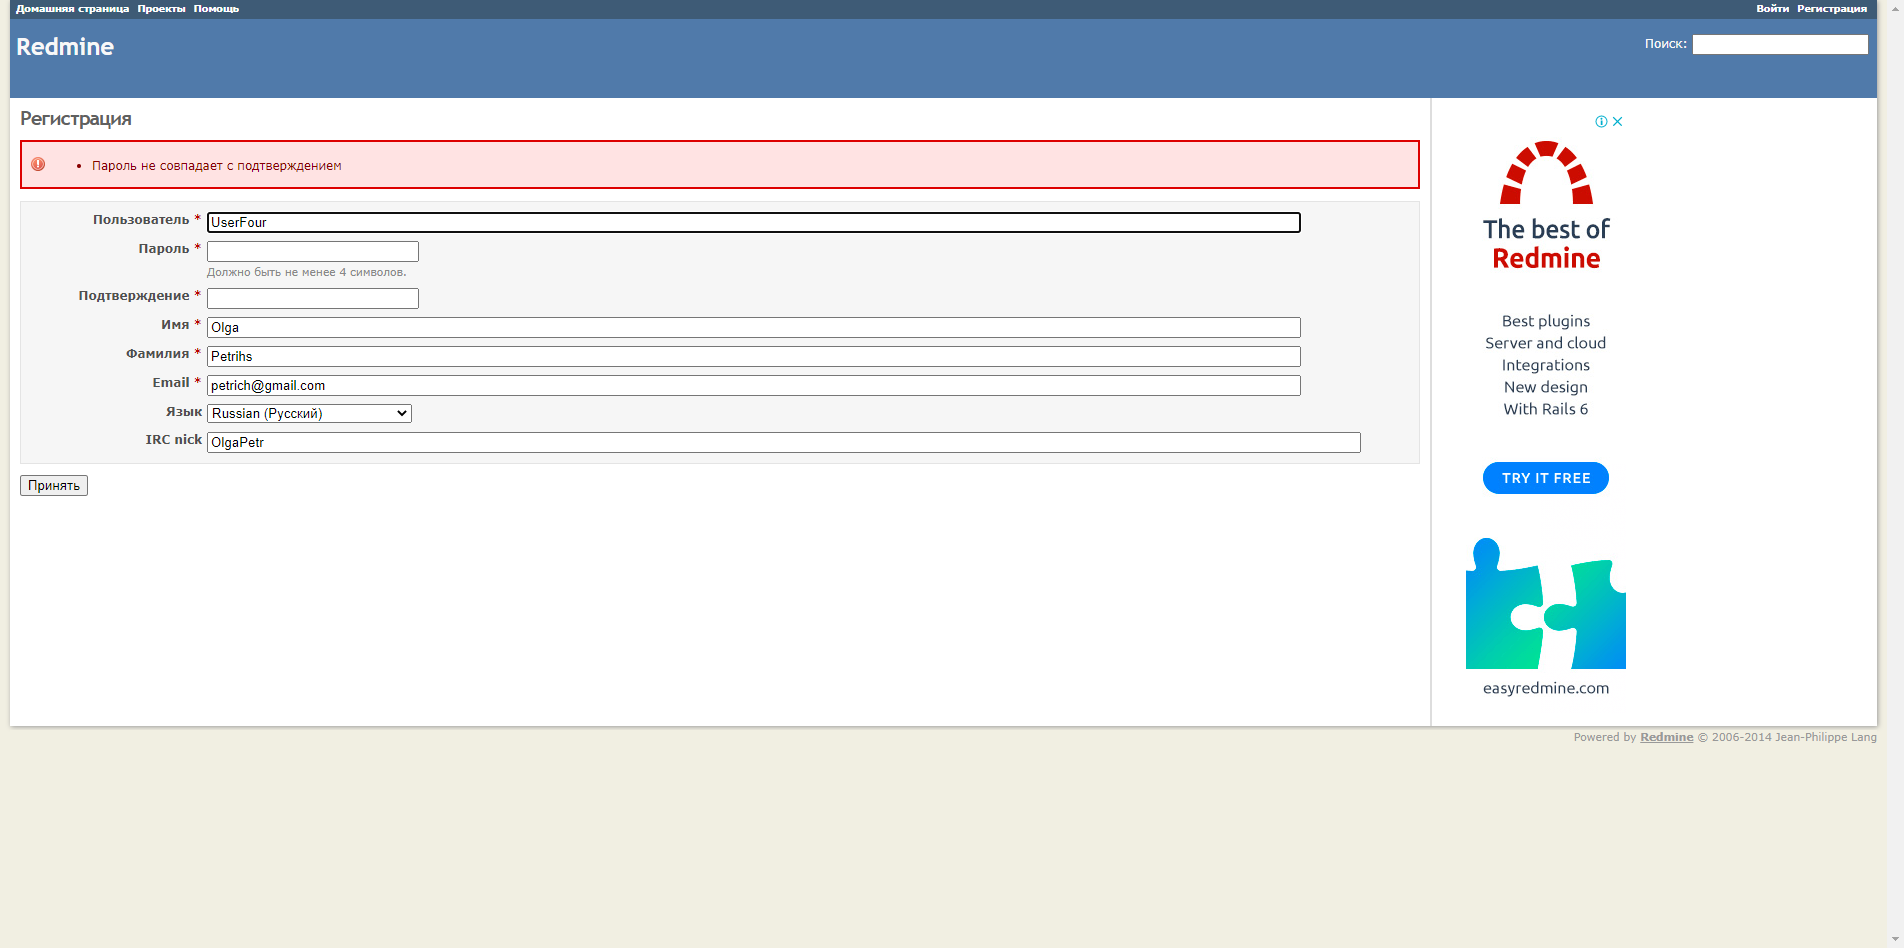 Домашняя страница Проекты Помощь
Войти Регистрация
Redmine
Поиск:
Регистрация
Пароль не совпадает с подтверждением
Пользователь * UserFour
Пароль *
Должно быть не менее 4 символов.
Подтверждение *
Имя * Olga
Фамилия * Petrihs
Email * petrich@gmail.com
Язык Russian (Русский)
IRC nick OlgaPetr
Принять
The best of
Redmine
Best plugins
Server and cloud
Integrations
New design
With Rails 6
TRY IT FREE
easyredmine.com
Powered by Redmine © 2006-2014 Jean-Philippe Lang